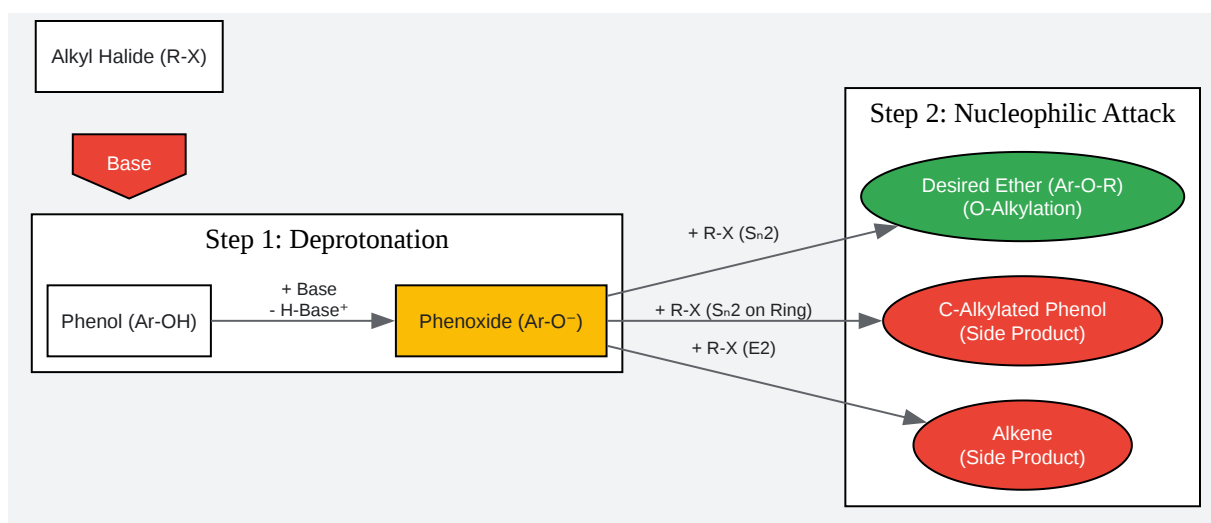 Alkyl Halide (R-X)
Base
Step 1: Deprotonation
Phenol (Ar-OH)
+ Base
- H-Base⁺
Phenoxide (Ar-O⁻)
+ R-X (Sₙ2)
+ R-X (Sₙ2 on Ring)
+ R-X (E2)
Step 2: Nucleophilic Attack
Desired Ether (Ar-O-R)
(O-Alkylation)
C-Alkylated Phenol
(Side Product)
Alkene
(Side Product)